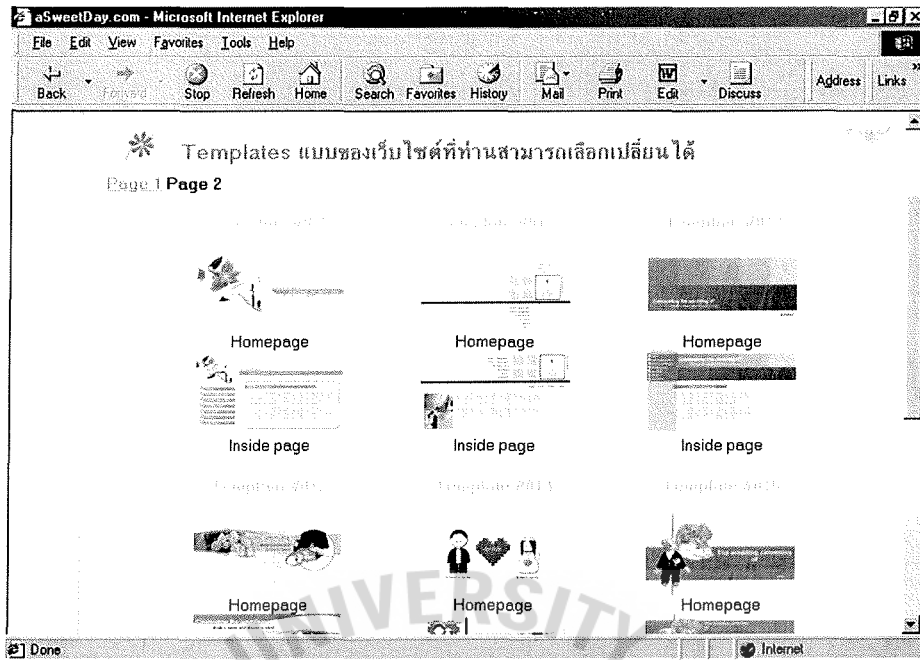 aSweetDay.com - Microsoft Internet Explorer
File Edit View Favorites Tools Help
Back Forward Stop Refresh Home Search Favorites History Mail Print Edit Discuss Address Links
Templates แบบของเว็บไซต์ที่ท่านสามารถเลือกเปลี่ยนได้
Page 1 Page 2
Homepage Homepage Homepage
Inside page Inside page Inside page
Homepage Homepage Homepage
UNIVERSITY
Done Internet